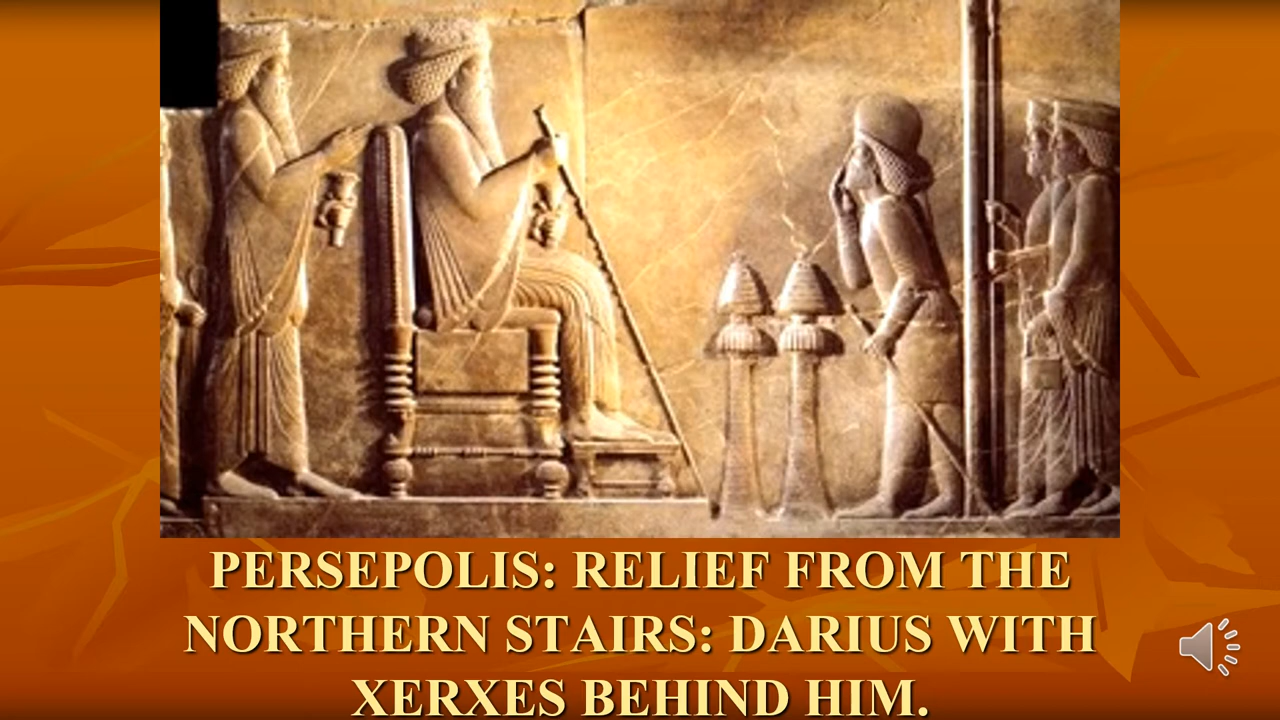 PERSEPOLIS: RELIEF FROM THE
NORTHERN STAIRS: DARIUS WITH
XERXES BEHIND HIM.